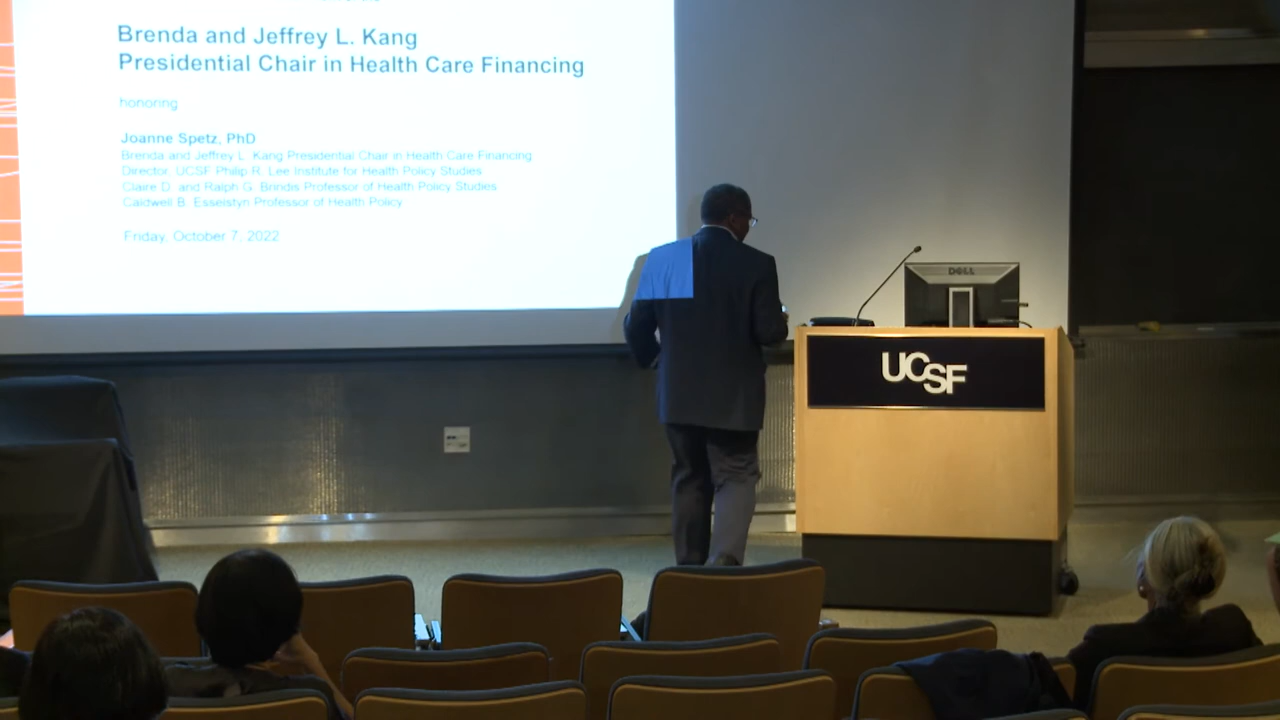 Brenda and Jeffrey L. Kang
Presidential Chair in Health Care Financing
honoring
Joanne Spetz, PhD
Brenda and Jeffrey L. Kang Presidential Chair in Health Care Financing
Director, UCSF Philip R. Lee Institute for Health Policy Studies
Claire D. and Ralph G. Brindis Professor of Health Policy Studies
Caldwell B. Esselstyn Professor of Health Policy
Friday, October 7, 2022
DELL
UCSF